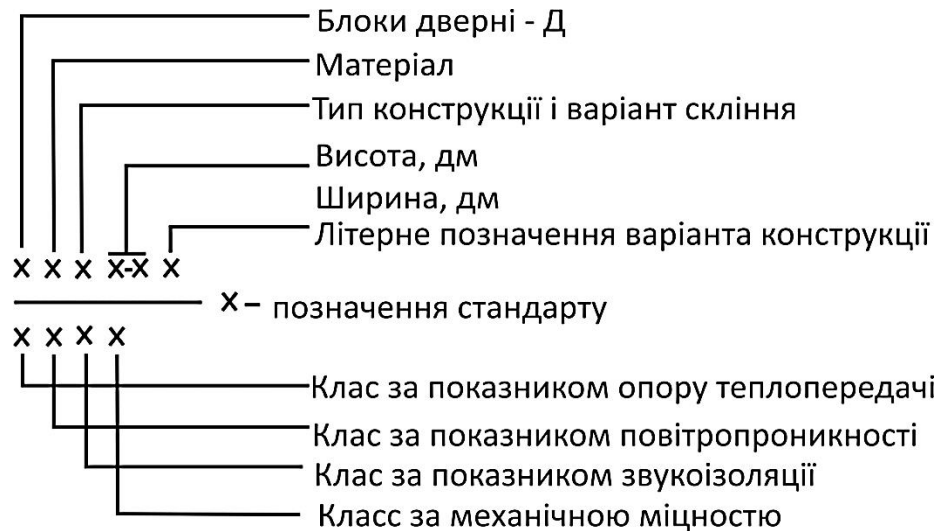 Блоки дверні - Д
Матеріал
Тип конструкції і варіант скління
Висота, дм
Ширина, дм
Літерне позначення варіанта конструкції
х х х х-х х
х – позначення стандарту
х х х х
Клас за показником опору теплопередачі
Клас за показником повітропроникності
Клас за показником звукоізоляції
Класс за механічною міцностю